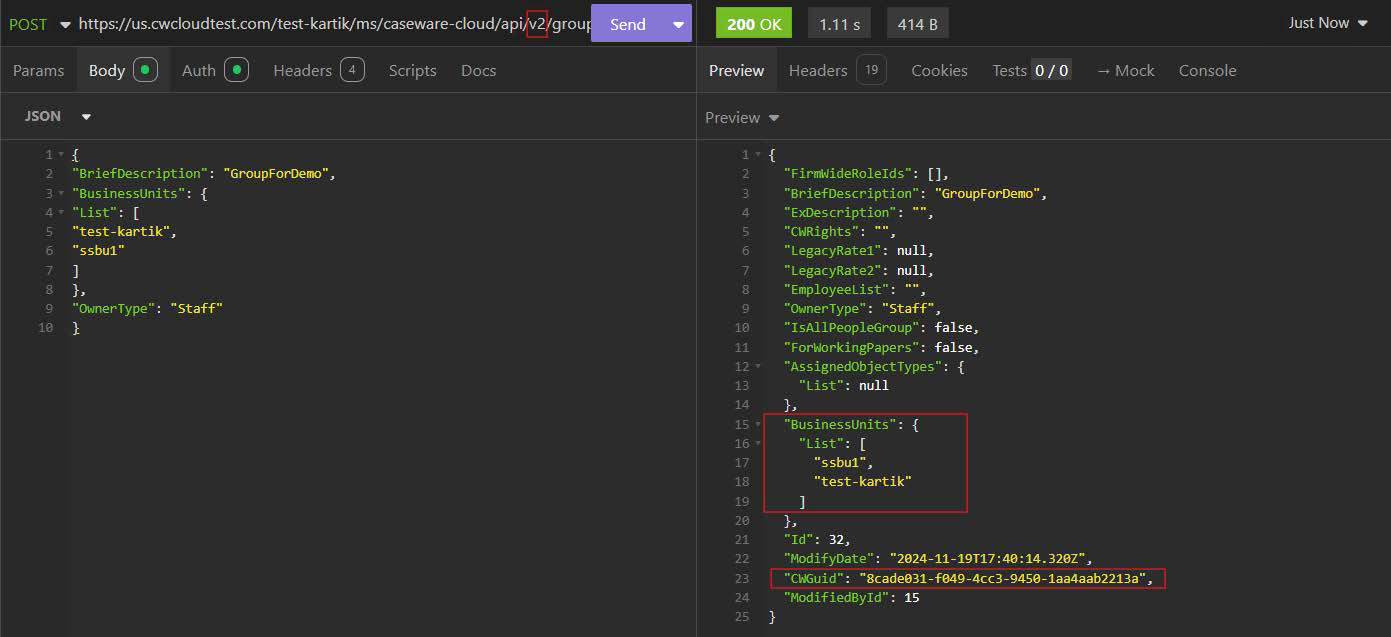 POST https://us.cwcloudtest.com/test-kartik/ms/caseware-cloud/api/v2/group Send 200 OK 1.11 s 414 B Just Now
Params Body Auth Headers 4 Scripts Docs Preview Headers 19 Cookies Tests 0 / 0 → Mock Console
JSON
1 {
2 "BriefDescription": "GroupForDemo",
3 "BusinessUnits": {
4 "List": [
5 "test-kartik",
6 "ssbu1"
7 ]
8 },
9 "OwnerType": "Staff"
10 }
Preview
1 {
2 "FirmWideRoleIds": [],
3 "BriefDescription": "GroupForDemo",
4 "ExDescription": "",
5 "CWRights": "",
6 "LegacyRate1": null,
7 "LegacyRate2": null,
8 "EmployeeList": "",
9 "OwnerType": "Staff",
10 "IsAllPeopleGroup": false,
11 "ForWorkingPapers": false,
12 "AssignedObjectTypes": {
13 "List": null
14 },
15 "BusinessUnits": {
16 "List": [
17 "ssbu1",
18 "test-kartik"
19 ]
20 },
21 "Id": 32,
22 "ModifyDate": "2024-11-19T17:40:14.320Z",
23 "CWGuid": "8cade031-f049-4cc3-9450-1aa4aab2213a",
24 "ModifiedById": 15
25 }